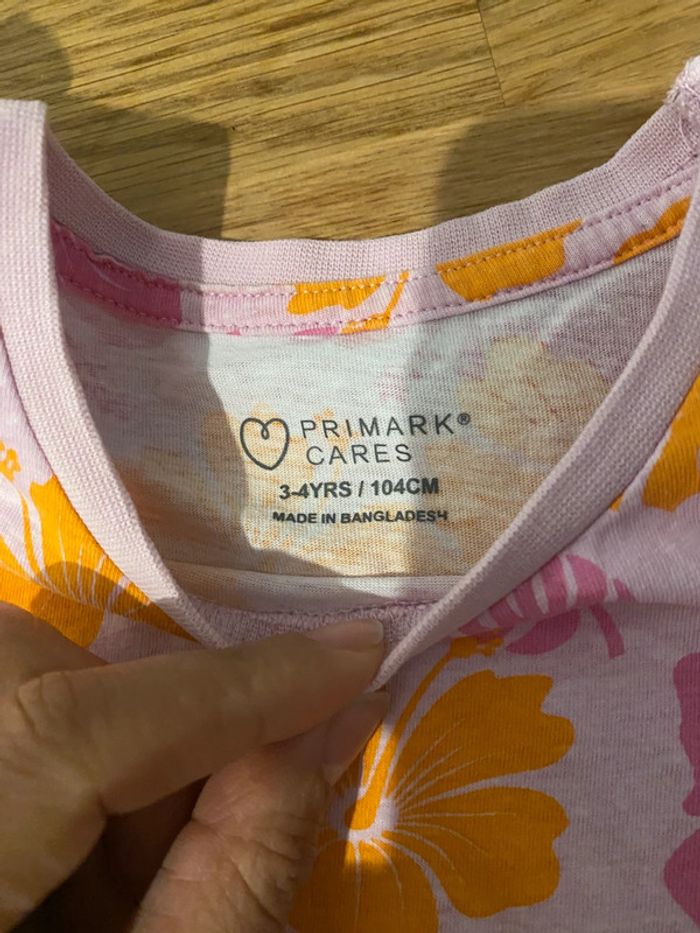 PRIMARK®
CARES
3-4YRS / 104CM
MADE IN BANGLADESH